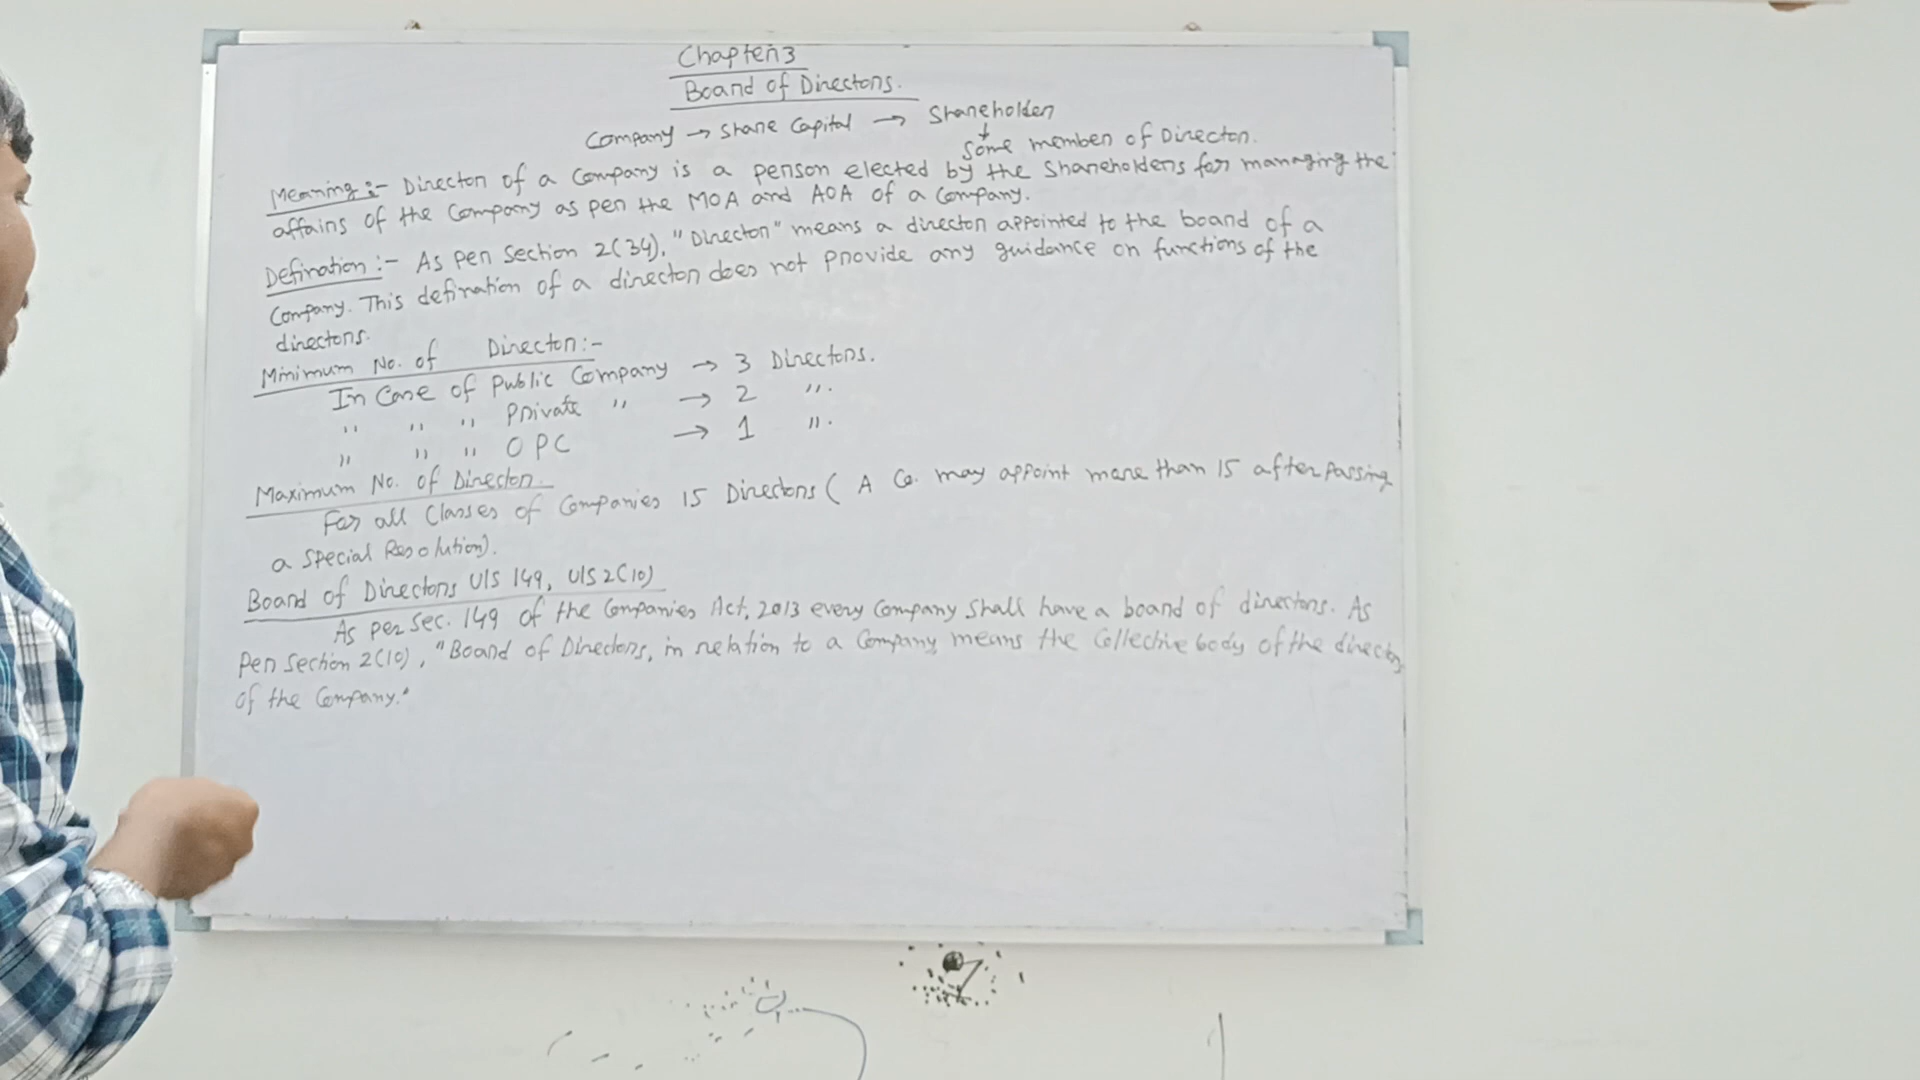 Chapter 3
Board of Directors.
Company → Share Capital → Shareholder
↓
Some member of Director.
Meaning :- Director of a Company is a person elected by the Shareholders for managing the
affairs of the Company as per the MOA and AOA of a Company.
Defination :- As per Section 2(34), "Director" means a director appointed to the board of a
Company. This defination of a director does not provide any guidance on functions of the
directors.
Minimum No. of Director :-
In Case of Public Company → 3 Directors.
" " " Private " → 2 ".
" " " OPC → 1 ".
Maximum No. of Director.
For all Classes of Companies 15 Directors ( A Co. may appoint more than 15 after passing
a Special Resolution).
Board of Directors U/S 149, U/S 2(10)
As per Sec. 149 of the Companies Act, 2013 every Company Shall have a board of directors. As
per Section 2(10), "Board of Directors, in relation to a Company means the Collective body of the directors
of the Company."